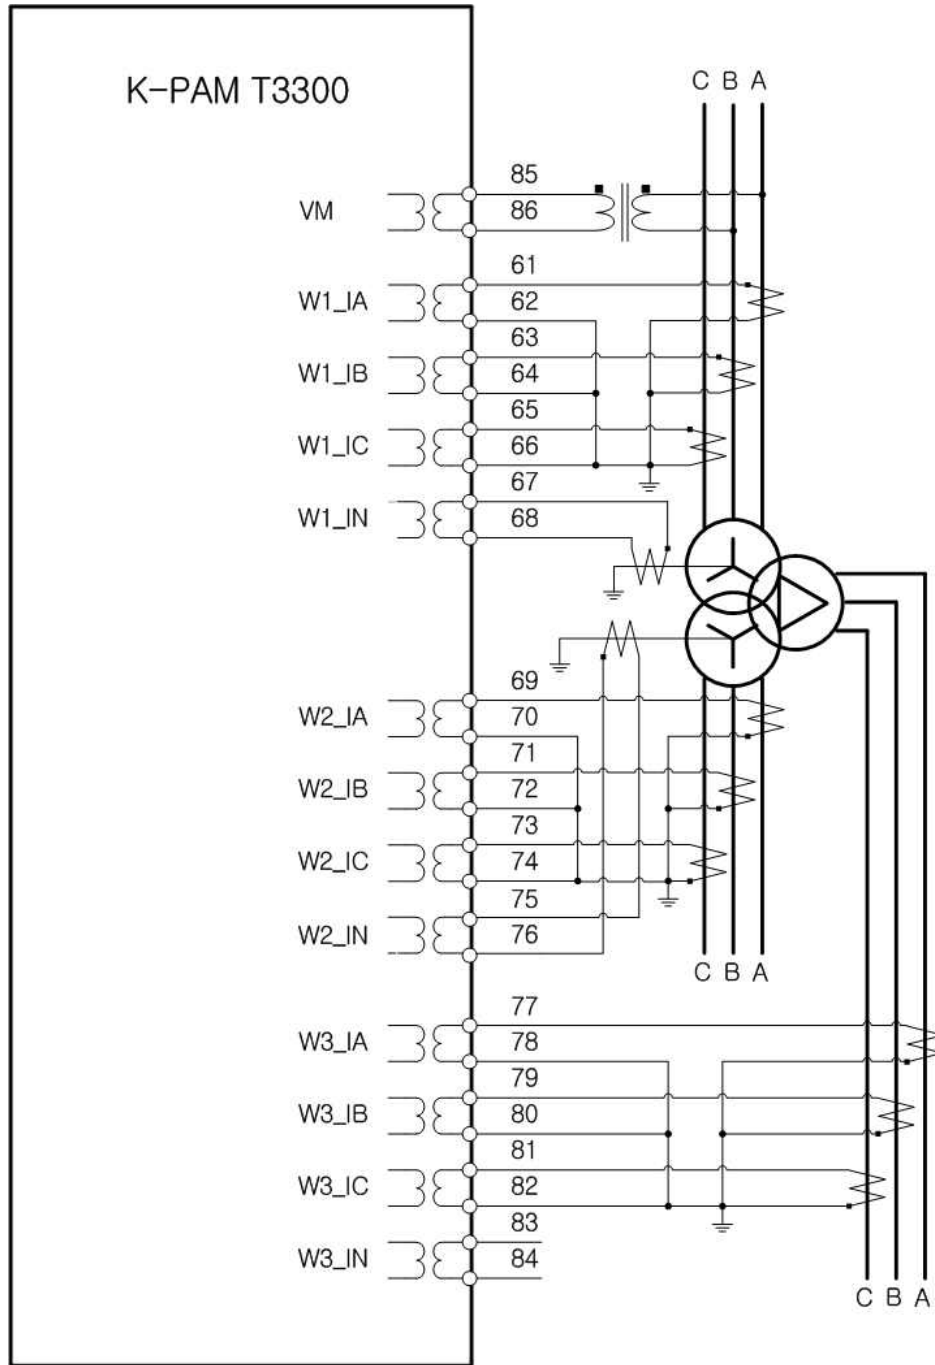 K-PAM T3300
C B A
85
VM
86
61
W1_IA
62
63
W1_IB
64
65
W1_IC
66
67
W1_IN
68
69
W2_IA
70
71
W2_IB
72
73
W2_IC
74
75
W2_IN
76
C B A
77
W3_IA
78
79
W3_IB
80
81
W3_IC
82
83
W3_IN
84
C B A